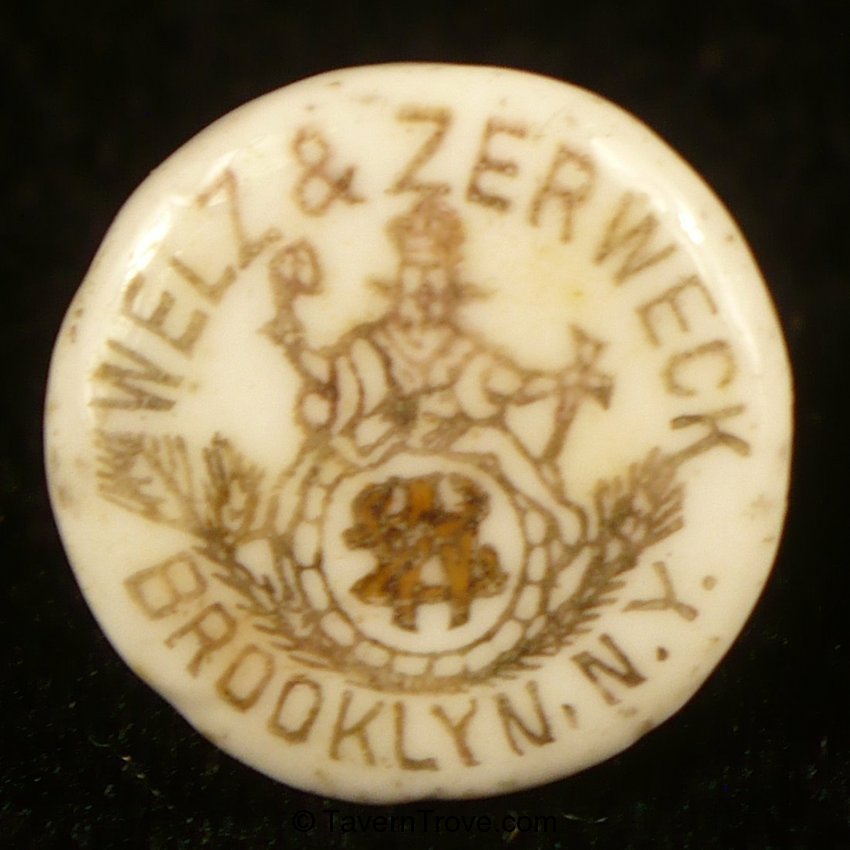 WELZ & ZERWECK
BROOKLYN, N.Y.
© TavernTrove.com